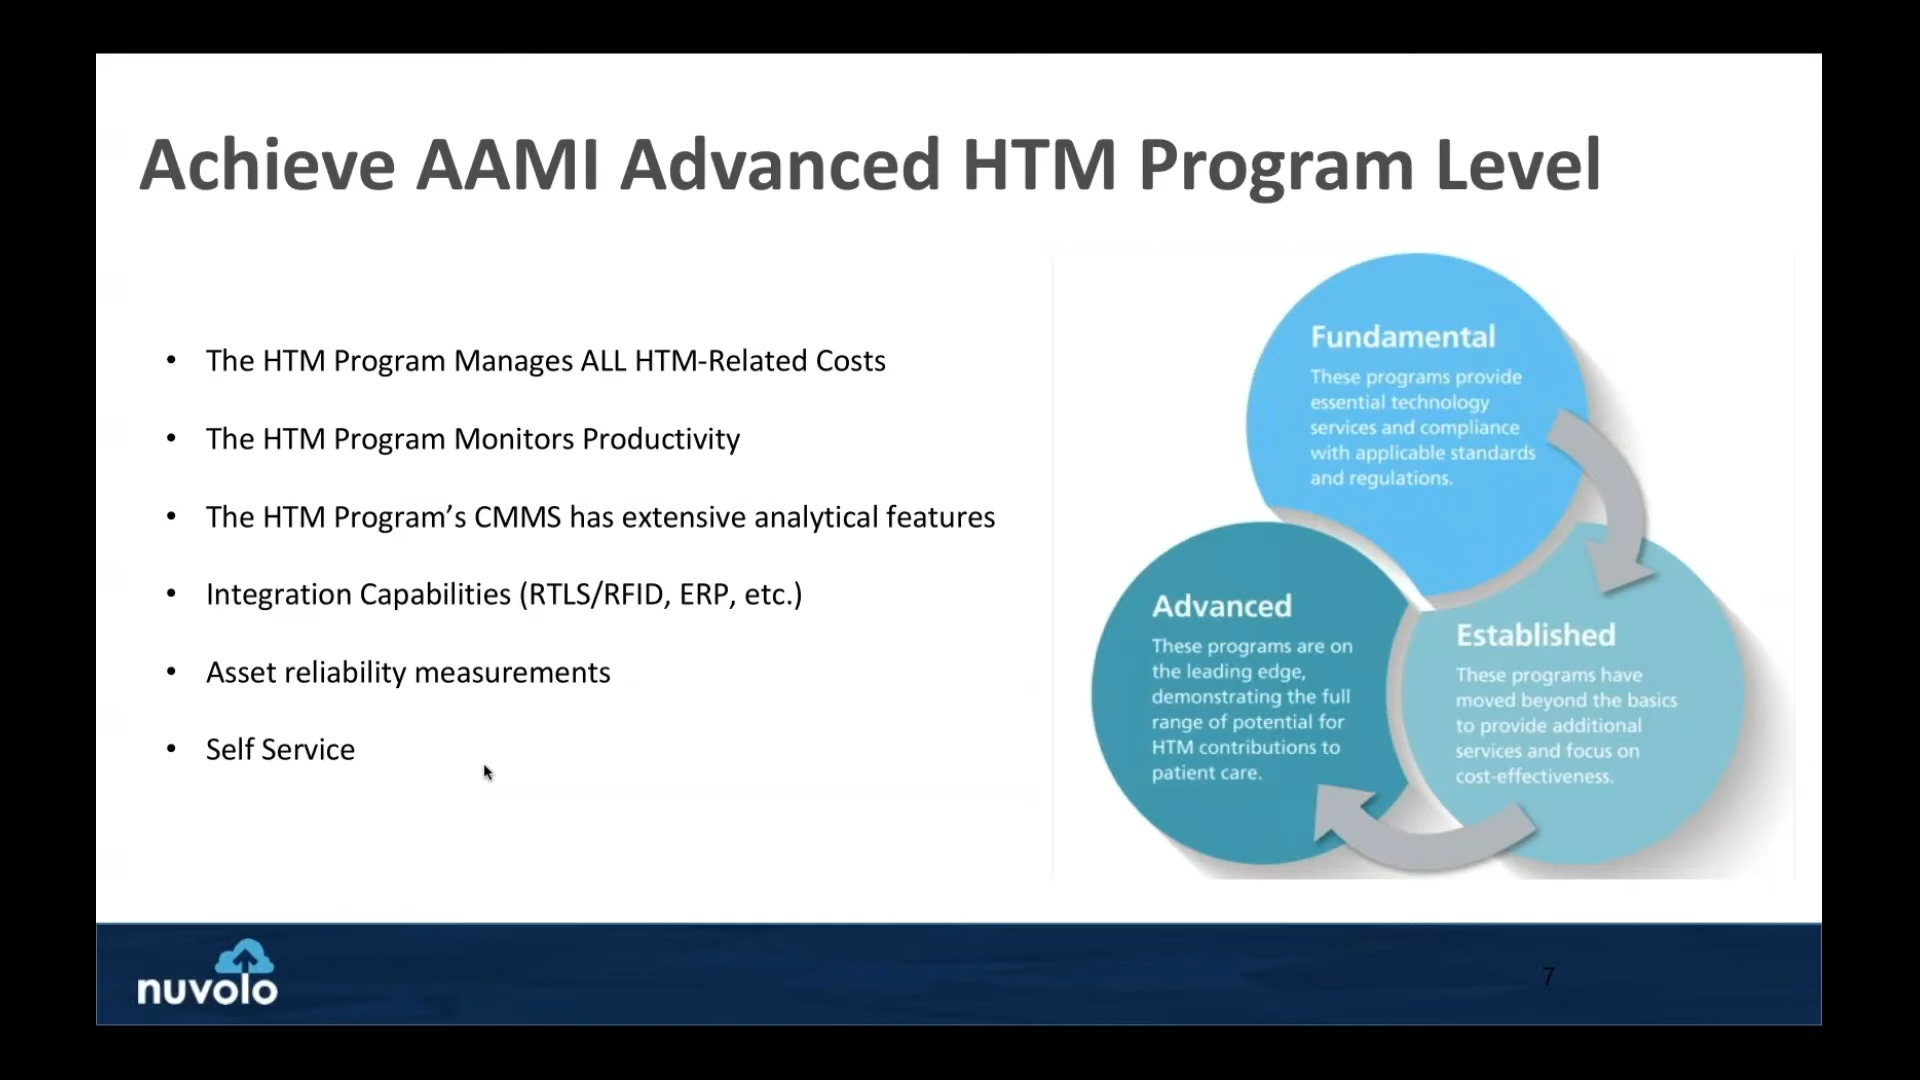 Achieve AAMI Advanced HTM Program Level
• The HTM Program Manages ALL HTM-Related Costs
• The HTM Program Monitors Productivity
• The HTM Program’s CMMS has extensive analytical features
• Integration Capabilities (RTLS/RFID, ERP, etc.)
• Asset reliability measurements
• Self Service
Fundamental
These programs provide
essential technology
services and compliance
with applicable standards
and regulations.
Advanced
These programs are on
the leading edge,
demonstrating the full
range of potential for
HTM contributions to
patient care.
Established
These programs have
moved beyond the basics
to provide additional
services and focus on
cost-effectiveness.
nuvolo
7